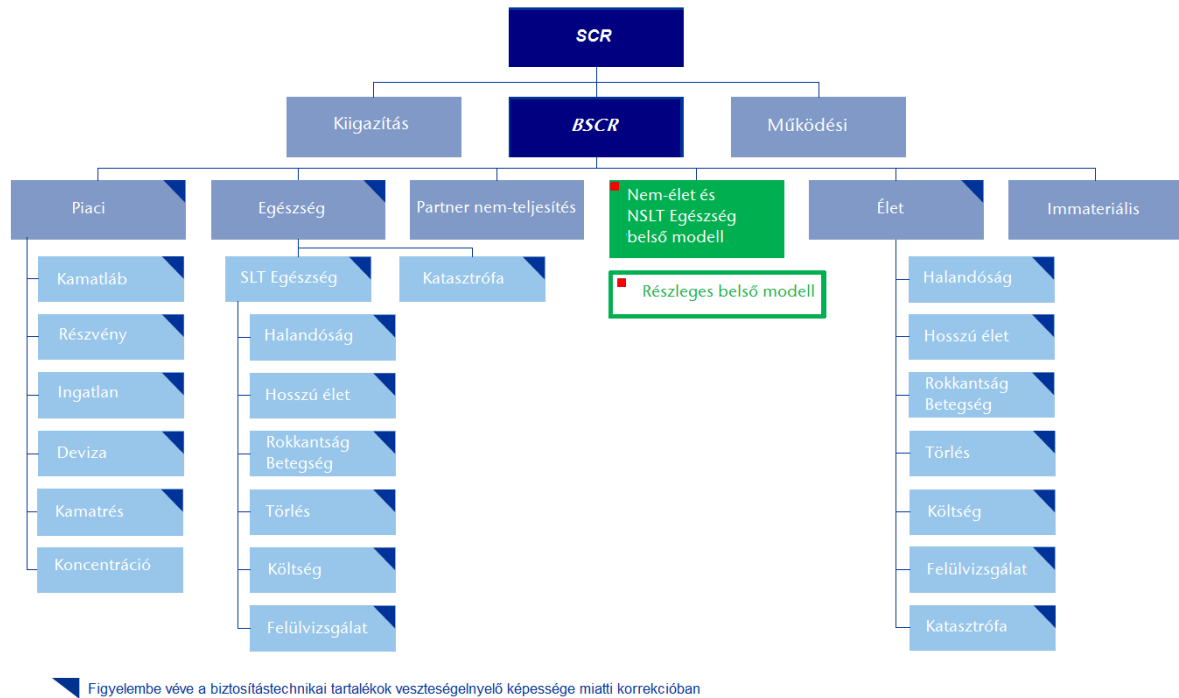 SCR
Kiigazítás
BSCR
Működési
Piaci
Egészség
Partner nem-teljesítés
Nem-élet és
NSLT Egészség
belső modell
Élet
Immateriális
Kamatláb
SLT Egészség
Katasztrófa
Részleges belső modell
Halandóság
Részvény
Halandóság
Hosszú élet
Ingatlan
Hosszú élet
Rokkantság
Betegség
Deviza
Rokkantság
Betegség
Törlés
Kamatrés
Törlés
Költség
Koncentráció
Költség
Felülvizsgálat
Felülvizsgálat
Katasztrófa
Figyelembe véve a biztosítástechnikai tartalékok veszteségelnyelő képessége miatti korrekcióban